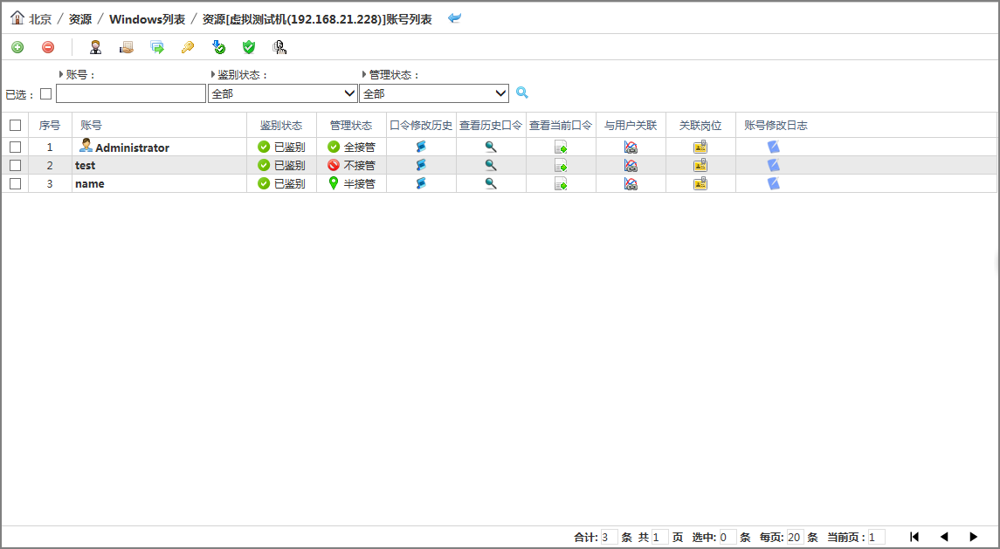 北京 / 资源 / Windows列表 / 资源[虚拟测试机(192.168.21.228)]账号列表
账号： 鉴别状态： 管理状态：
已选： 全部 全部
序号 账号 鉴别状态 管理状态 口令修改历史 查看历史口令 查看当前口令 与用户关联 关联岗位 账号修改日志
1 Administrator 已鉴别 全接管
2 test 已鉴别 不接管
3 name 已鉴别 半接管
合计: 3 条 共 1 页 选中: 0 条 每页: 20 条 当前页 : 1